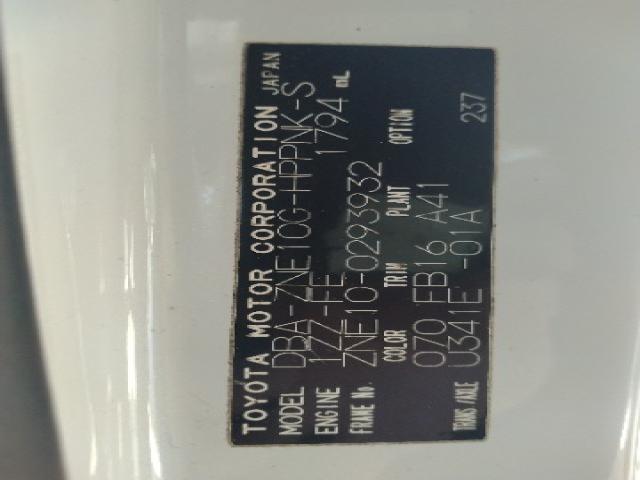 TOYOTA MOTOR CORPORATION JAPAN
MODEL DBA-ZNE10G-HPPNK-S
ENGINE 1ZZ-FE 1794 mL
FRAME No. ZNE10-0293932
COLOR TRIM PLANT OPTION
070 FB16 A41
TRANS/AXLE U341E -01A 237